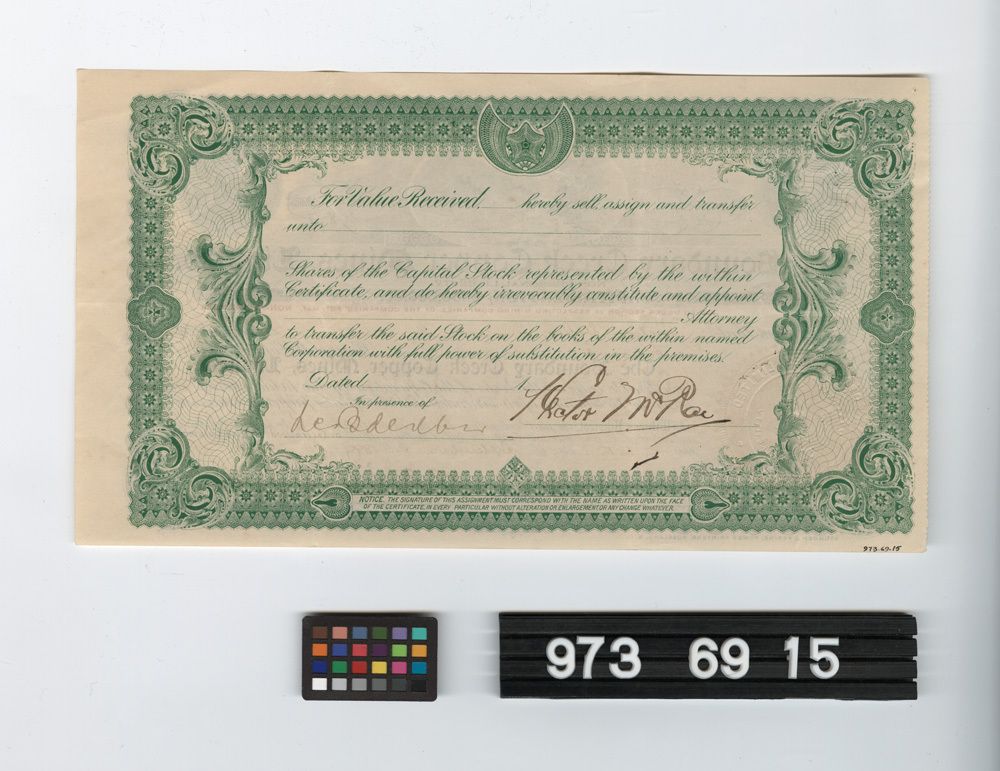 For Value Received, hereby sell, assign and transfer
unto
Shares of the Capital Stock represented by the within
Certificate, and do hereby irrevocably constitute and appoint
Attorney
to transfer the said Stock on the books of the within named
Corporation with full power of substitution in the premises.
Dated 1
In presence of
Hector McRae
NOTICE. THE SIGNATURE OF THIS ASSIGNMENT MUST CORRESPOND WITH THE NAME AS WRITTEN UPON THE FACE
OF THE CERTIFICATE, IN EVERY PARTICULAR WITHOUT ALTERATION OR ENLARGEMENT OR ANY CHANGE WHATEVER.
973.69.15
973 69 15